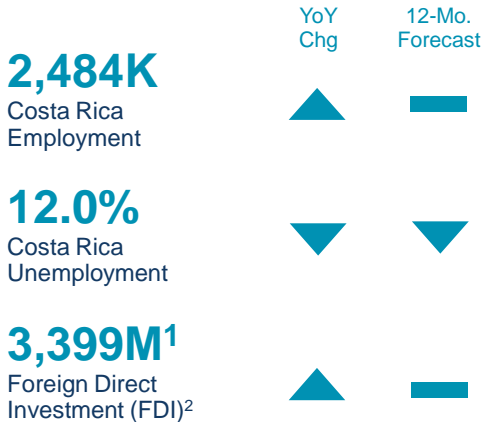 YoY 12-Mo.
Chg Forecast
2,484K
Costa Rica
Employment
12.0%
Costa Rica
Unemployment
3,399M¹
Foreign Direct
Investment (FDI)²